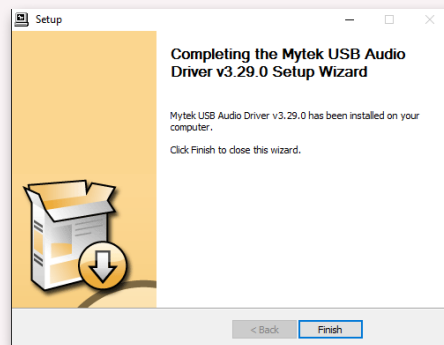 Setup
Completing the Mytek USB Audio
Driver v3.29.0 Setup Wizard
Mytek USB Audio Driver v3.29.0 has been installed on your
computer.
Click Finish to close this wizard.
< Back
Finish